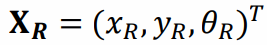 𝐗_𝑹 = (𝑥_𝑅, 𝑦_𝑅, 𝜃_𝑅)^𝑇